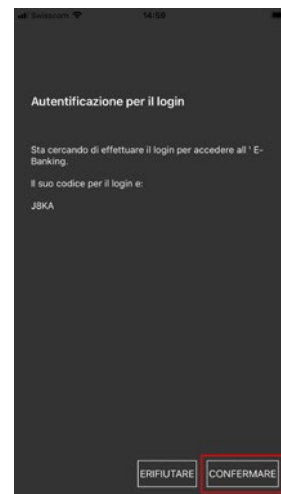 Swisscom 14:59
Autentificazione per il login
Sta cercando di effettuare il login per accedere all ' E-
Banking.
Il suo codice per il login e:
J8KA
ERIFIUTARE CONFERMARE